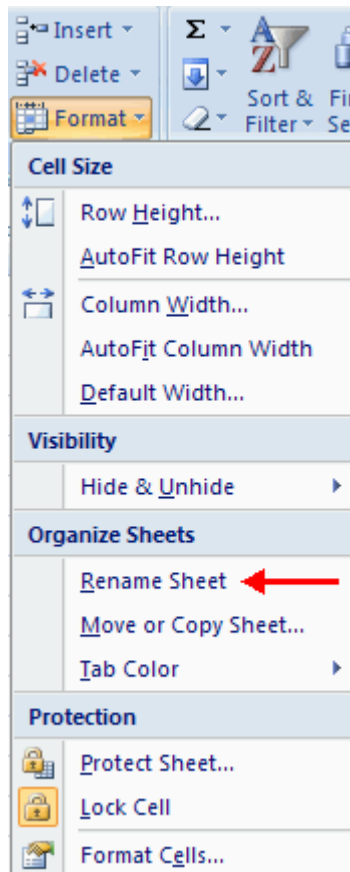 Insert
Σ
Delete
A
Z
Format
Sort &
Filter
Cell Size
Row Height...
AutoFit Row Height
Column Width...
AutoFit Column Width
Default Width...
Visibility
Hide & Unhide
Organize Sheets
Rename Sheet
Move or Copy Sheet...
Tab Color
Protection
Protect Sheet...
Lock Cell
Format Cells...